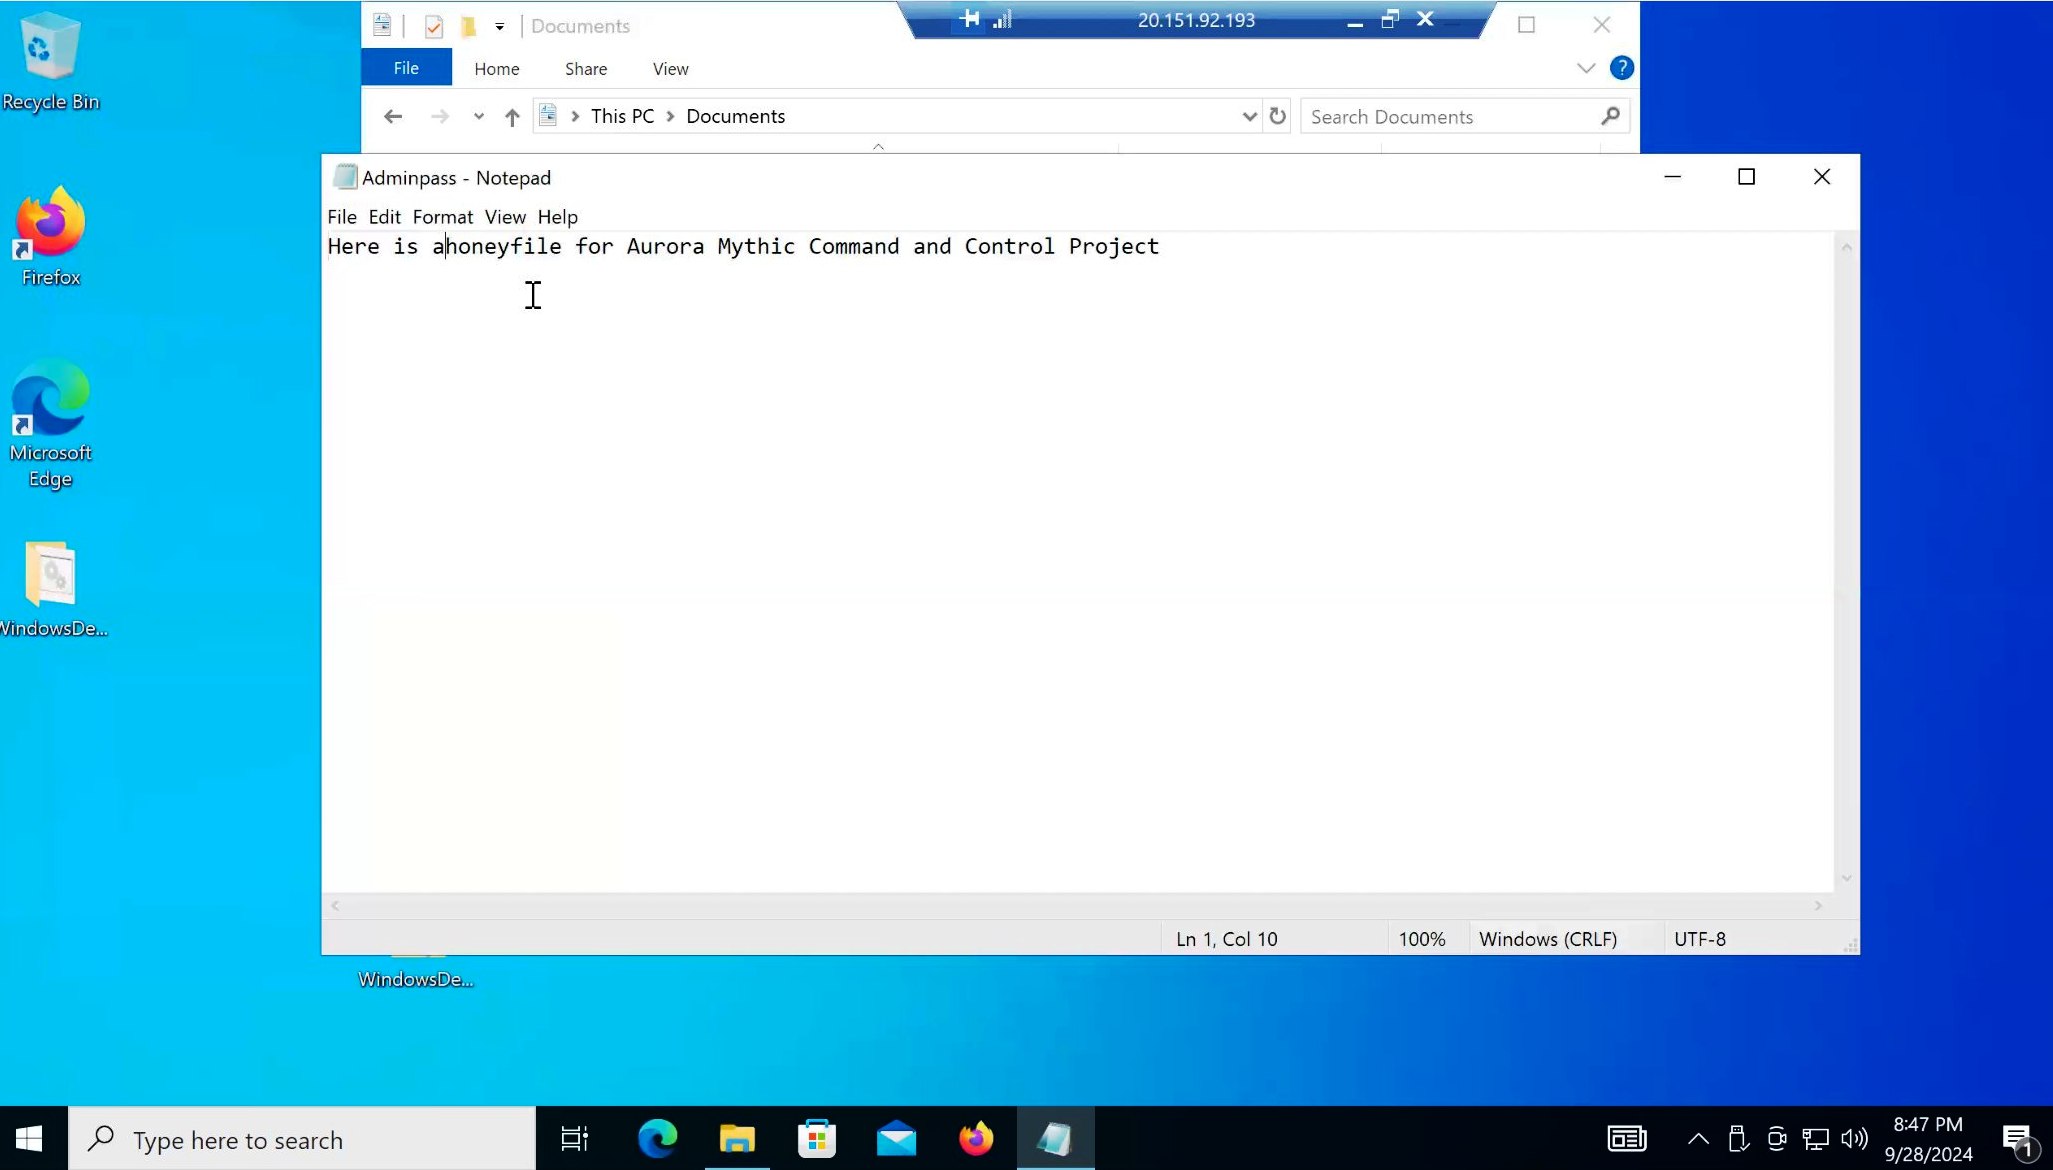 Documents
20.151.92.193
File Home Share View
?
This PC Documents
Search Documents
Recycle Bin
Firefox
Microsoft
Edge
WindowsDe...
Adminpass - Notepad
File Edit Format View Help
Here is ahoneyfile for Aurora Mythic Command and Control Project
Ln 1, Col 10 100% Windows (CRLF) UTF-8
WindowsDe...
Type here to search
8:47 PM
9/28/2024
1